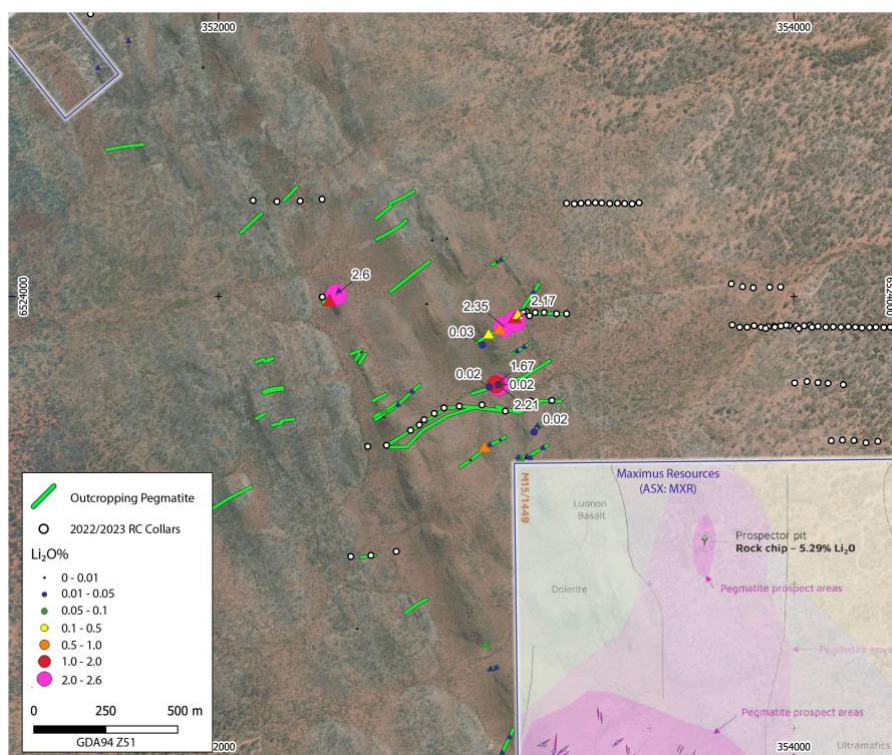 352000
354000
6524000
6524000
2.6
2.35
2.17
0.03
1.67
0.02
0.02
2.21
0.02
Outcropping Pegmatite
2022/2023 RC Collars
Li₂O%
0 - 0.01
0.01 - 0.05
0.05 - 0.1
0.1 - 0.5
0.5 - 1.0
1.0 - 2.0
2.0 - 2.6
0 250 500 m
GDA94 Z51
2000
M15/1449
Maximus Resources
(ASX: MXR)
Lunnon
Basalt
Prospector pit
Rock chip – 5.29% Li₂O
Dolerite
Pegmatite prospect areas
Pegmatite
Pegmatite prospect areas
354000
Ultramafics